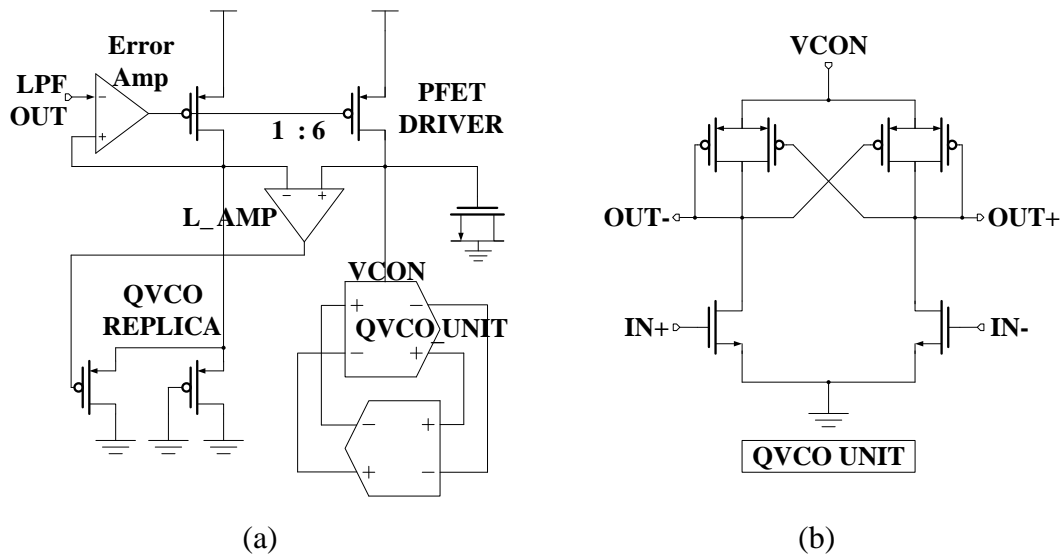 Error
Amp
LPF
OUT
−
+
1 : 6
PFET
DRIVER
− +
L_AMP
QVCO
REPLICA
VCON
+ −
QVCO_UNIT
− +
− +
+ −
(a)
VCON
OUT-
OUT+
IN+
IN-
QVCO UNIT
(b)